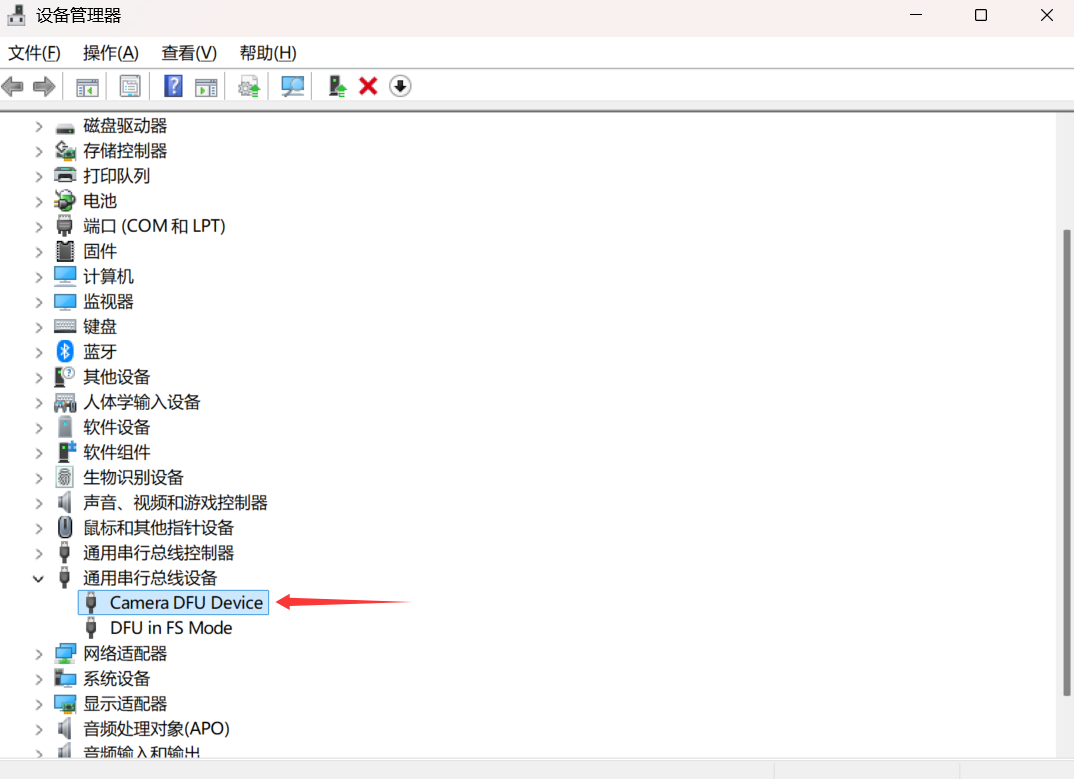 设备管理器
文件(F) 操作(A) 查看(V) 帮助(H)
磁盘驱动器
存储控制器
打印队列
电池
端口 (COM 和 LPT)
固件
计算机
监视器
键盘
蓝牙
其他设备
人体学输入设备
软件设备
软件组件
生物识别设备
声音、视频和游戏控制器
鼠标和其他指针设备
通用串行总线控制器
通用串行总线设备
Camera DFU Device
DFU in FS Mode
网络适配器
系统设备
显示适配器
音频处理对象(APO)
音频输入和输出